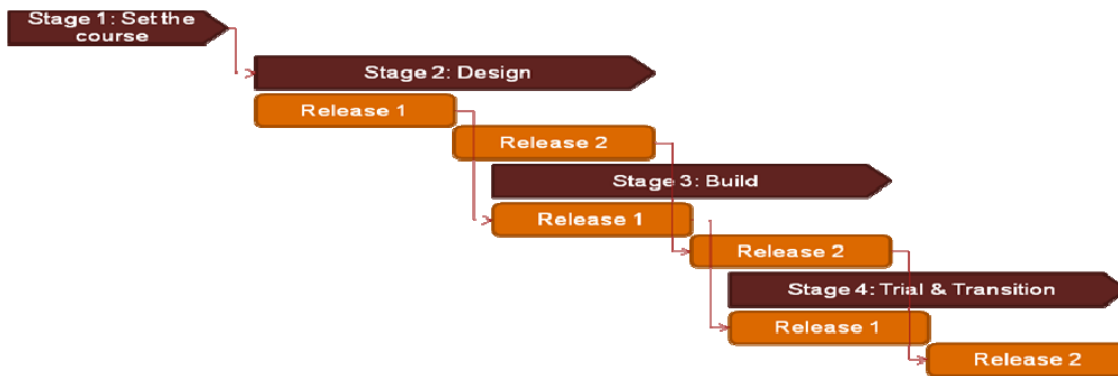 Stage 1: Set the
course
Stage 2: Design
Release 1
Release 2
Stage 3: Build
Release 1
Release 2
Stage 4: Trial & Transition
Release 1
Release 2